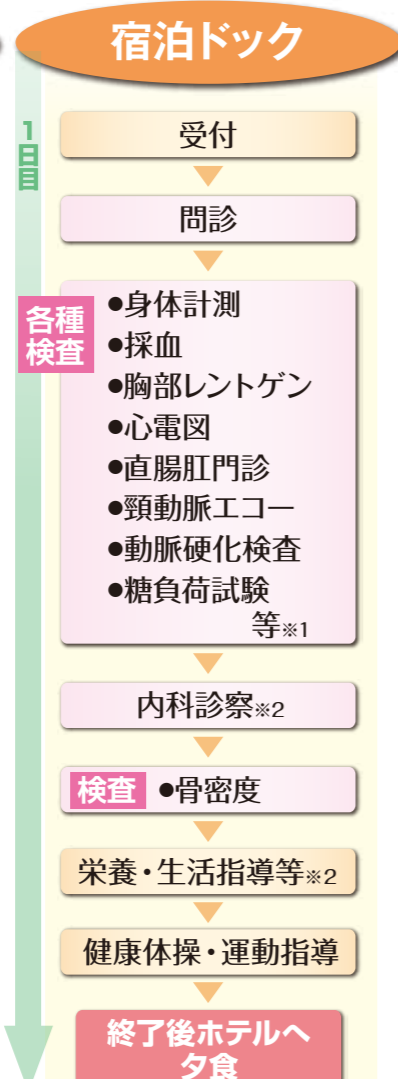 宿泊ドック
1日目
受付
問診
各種
検査
●身体計測
●採血
●胸部レントゲン
●心電図
●直腸肛門診
●頸動脈エコー
●動脈硬化検査
●糖負荷試験
等※1
内科診察※2
検査 ●骨密度
栄養・生活指導等※2
健康体操・運動指導
終了後ホテルへ
夕食